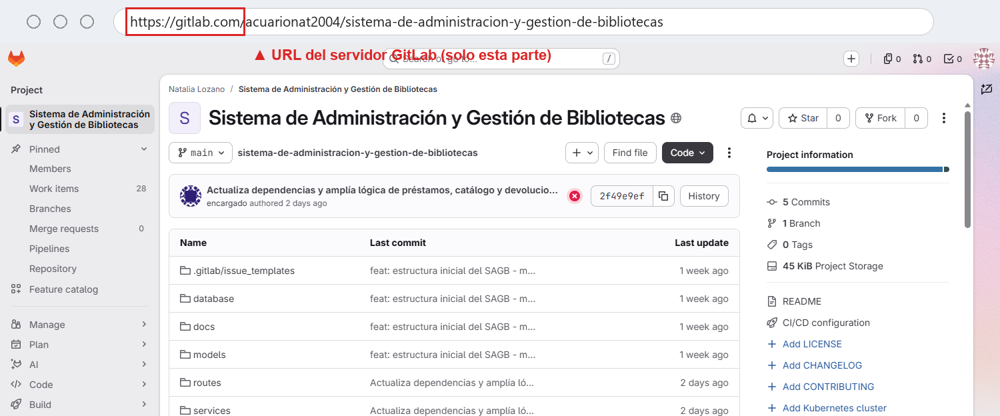 https://gitlab.com/acuarionat2004/sistema-de-administracion-y-gestion-de-bibliotecas
▲ URL del servidor GitLab (solo esta parte)
Search or go to... /
0 0 0
Project
S Sistema de Administración
y Gestión de Bibliotecas
Pinned
Members
Work items 28
Branches
Merge requests 0
Pipelines
Repository
Feature catalog
Manage
Plan
AI
Code
Build
Natalia Lozano / Sistema de Administración y Gestión de Bibliotecas
S Sistema de Administración y Gestión de Bibliotecas
Star 0 Fork 0
main sistema-de-administracion-y-gestion-de-bibliotecas
Find file Code
Actualiza dependencias y amplía lógica de préstamos, catálogo y devolucio...
encargado authored 2 days ago
2f49e9ef History
Name Last commit Last update
.gitlab/issue_templates feat: estructura inicial del SAGB - m... 1 week ago
database feat: estructura inicial del SAGB - m... 1 week ago
docs feat: estructura inicial del SAGB - m... 1 week ago
models feat: estructura inicial del SAGB - m... 1 week ago
routes Actualiza dependencias y amplía ló... 2 days ago
services Actualiza dependencias y amplía ló... 2 days ago
Project information
5 Commits
1 Branch
0 Tags
45 KiB Project Storage
README
CI/CD configuration
Add LICENSE
Add CHANGELOG
Add CONTRIBUTING
Add Kubernetes cluster